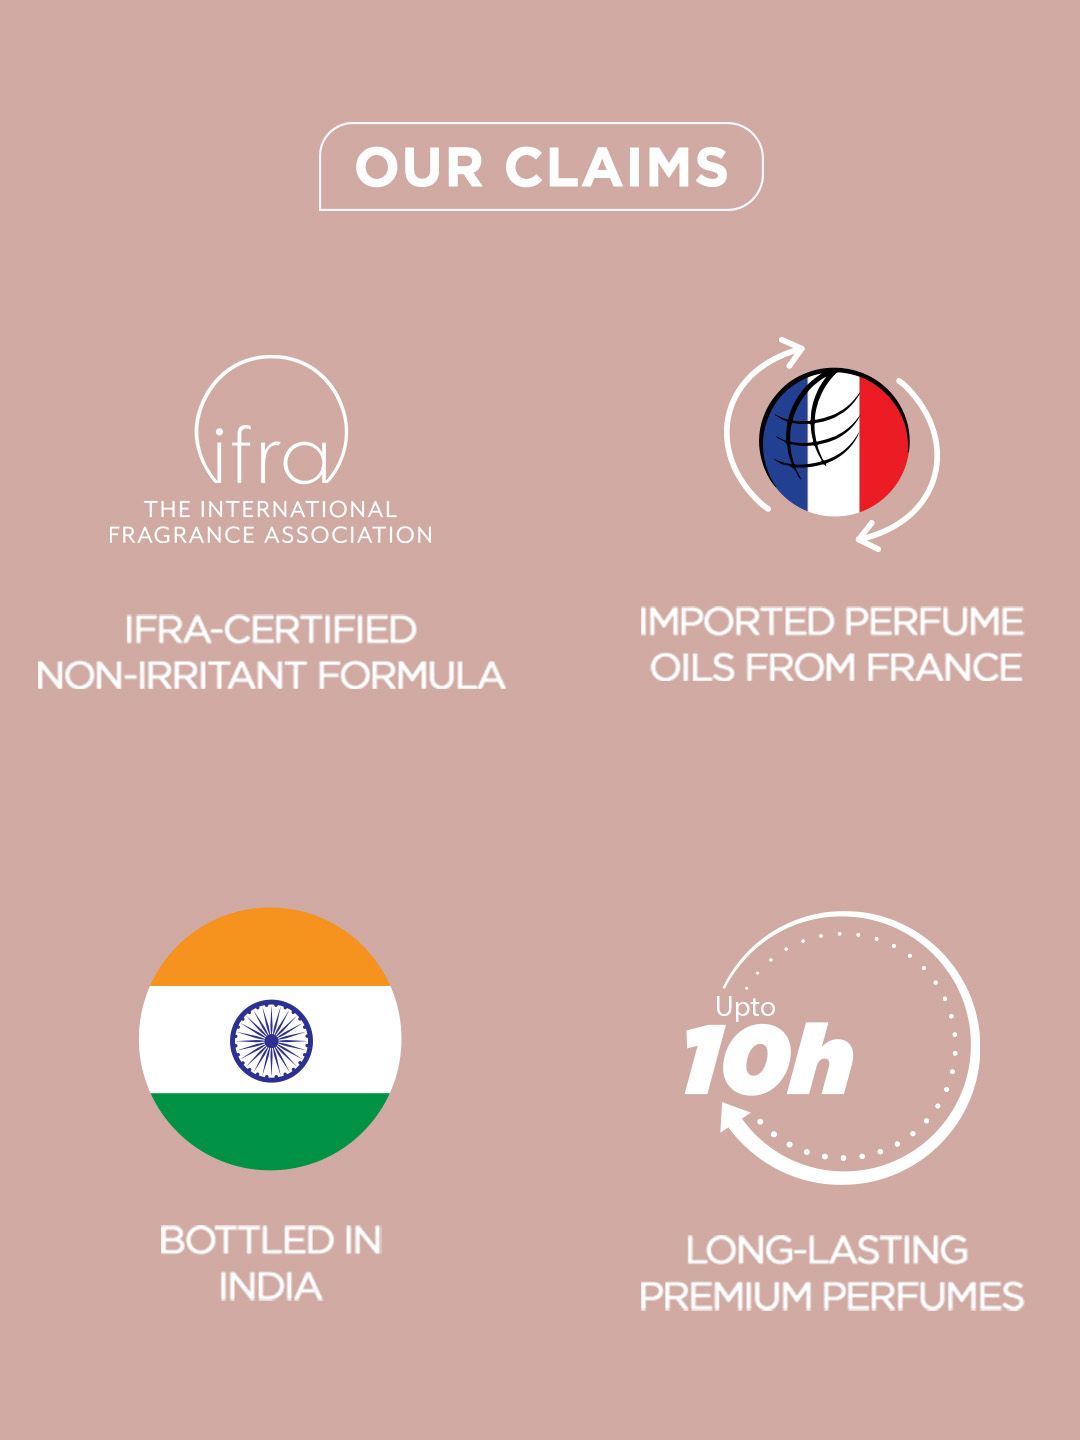 OUR CLAIMS
ifra
THE INTERNATIONAL
FRAGRANCE ASSOCIATION
IFRA-CERTIFIED
NON-IRRITANT FORMULA
IMPORTED PERFUME
OILS FROM FRANCE
BOTTLED IN
INDIA
Upto
10h
LONG-LASTING
PREMIUM PERFUMES